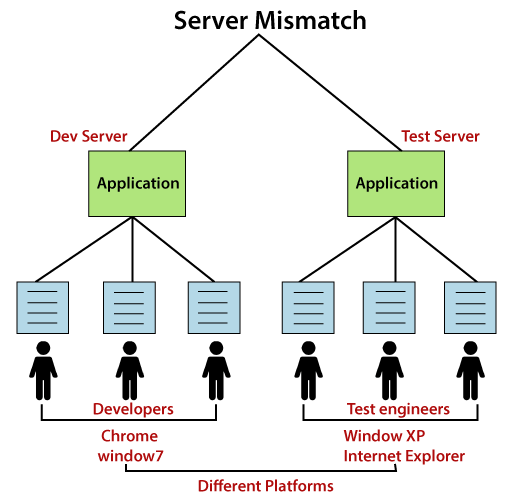 Server Mismatch
Dev Server
Test Server
Application
Application
Developers
Test engineers
Chrome
window7
Window XP
Internet Explorer
Different Platforms